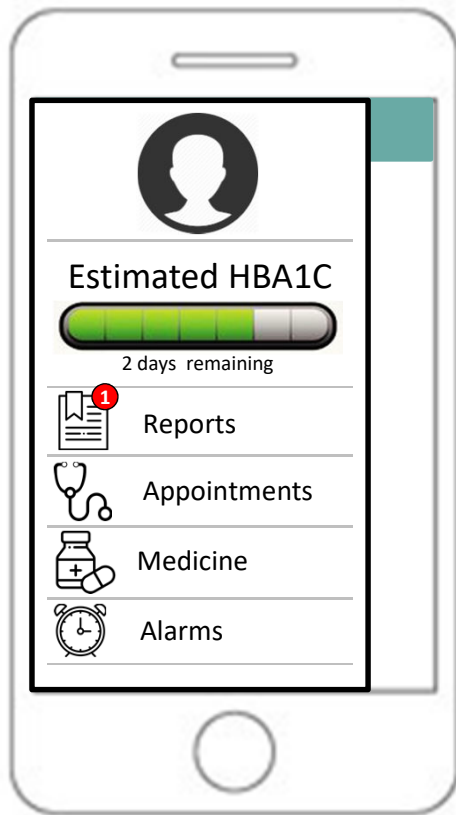 Estimated HBA1C
2 days remaining
1
Reports
Appointments
Medicine
Alarms